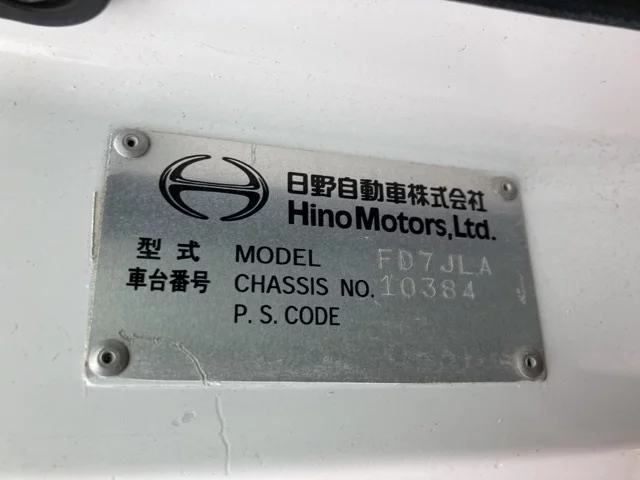 日野自動車株式会社
Hino Motors, Ltd.
型式 MODEL FD7JLA
車台番号 CHASSIS NO. 10384
P.S.CODE